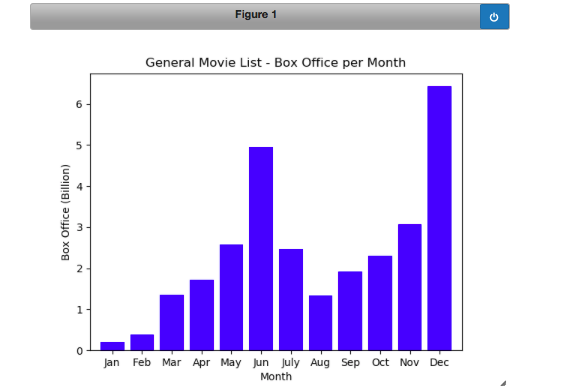 Figure 1
General Movie List - Box Office per Month
Box Office (Billion)
6
5
4
3
2
1
0
Jan Feb Mar Apr May Jun July Aug Sep Oct Nov Dec
Month